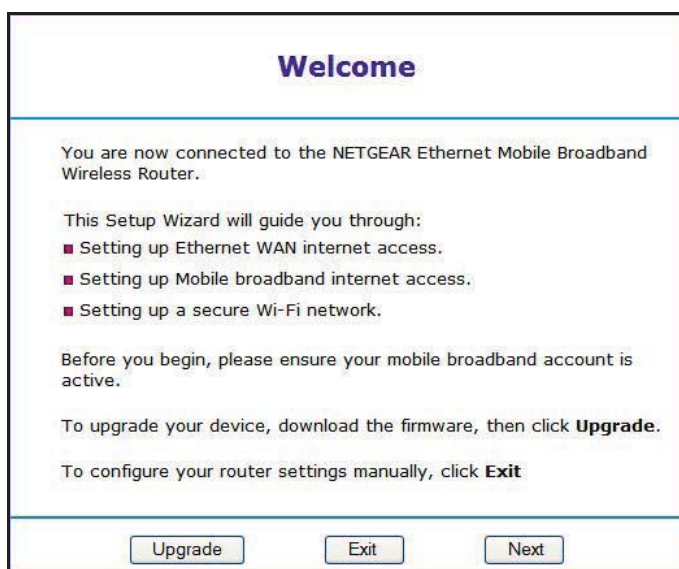 Welcome
You are now connected to the NETGEAR Ethernet Mobile Broadband
Wireless Router.
This Setup Wizard will guide you through:
Setting up Ethernet WAN internet access.
Setting up Mobile broadband internet access.
Setting up a secure Wi-Fi network.
Before you begin, please ensure your mobile broadband account is
active.
To upgrade your device, download the firmware, then click Upgrade.
To configure your router settings manually, click Exit
Upgrade Exit Next